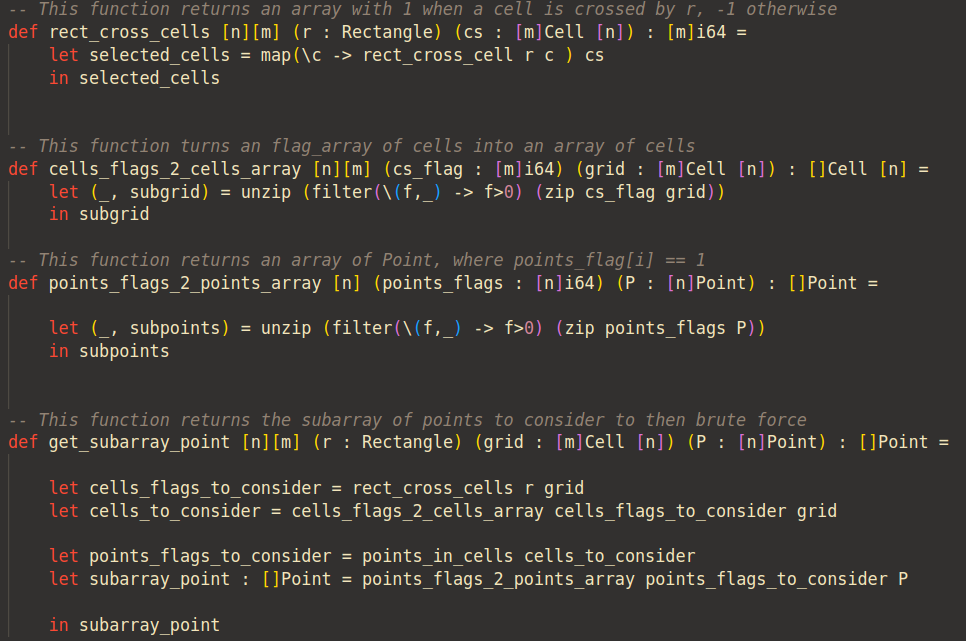 -- This function returns an array with 1 when a cell is crossed by r, -1 otherwise
def rect_cross_cells [n][m] (r : Rectangle) (cs : [m]Cell [n]) : [m]i64 =
    let selected_cells = map(\c -> rect_cross_cell r c ) cs
    in selected_cells
-- This function turns an flag_array of cells into an array of cells
def cells_flags_2_cells_array [n][m] (cs_flag : [m]i64) (grid : [m]Cell [n]) : []Cell [n] =
    let (_, subgrid) = unzip (filter(\(f,_) -> f>0) (zip cs_flag grid))
    in subgrid
-- This function returns an array of Point, where points_flag[i] == 1
def points_flags_2_points_array [n] (points_flags : [n]i64) (P : [n]Point) : []Point =
    let (_, subpoints) = unzip (filter(\(f,_) -> f>0) (zip points_flags P))
    in subpoints
-- This function returns the subarray of points to consider to then brute force
def get_subarray_point [n][m] (r : Rectangle) (grid : [m]Cell [n]) (P : [n]Point) : []Point =
    let cells_flags_to_consider = rect_cross_cells r grid
    let cells_to_consider = cells_flags_2_cells_array cells_flags_to_consider grid
    let points_flags_to_consider = points_in_cells cells_to_consider
    let subarray_point : []Point = points_flags_2_points_array points_flags_to_consider P
    in subarray_point